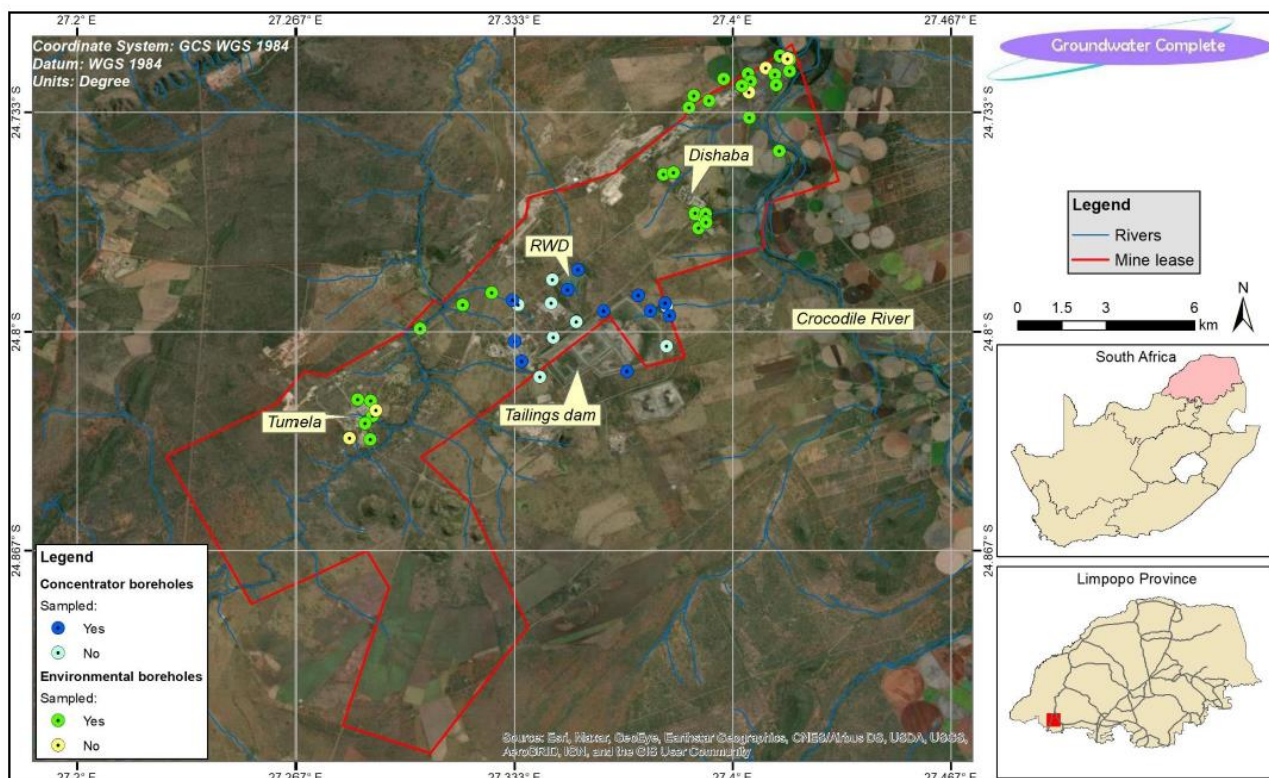 27.2° E
27.267° E
27.333° E
27.4° E
27.467° E
Coordinate System: GCS WGS 1984
Datum: WGS 1984
Units: Degree
Groundwater Complete
24.733° S
24.733° S
Dishaba
Legend
Rivers
Mine lease
RWD
N
0 1.5 3 6
km
Crocodile River
24.8° S
24.8° S
South Africa
Tumela
Tailings dam
24.867° S
24.867° S
Legend
Concentrator boreholes
Sampled:
Yes
No
Environmental boreholes
Sampled:
Yes
No
Limpopo Province
Source: Esri, Maxar, GeoEye, Earthstar Geographics, CNES/Airbus DS, USDA, USGS,
AeroGRID, IGN, and the GIS User Community
27.2° E
27.267° E
27.333° E
27.4° E
27.467° E